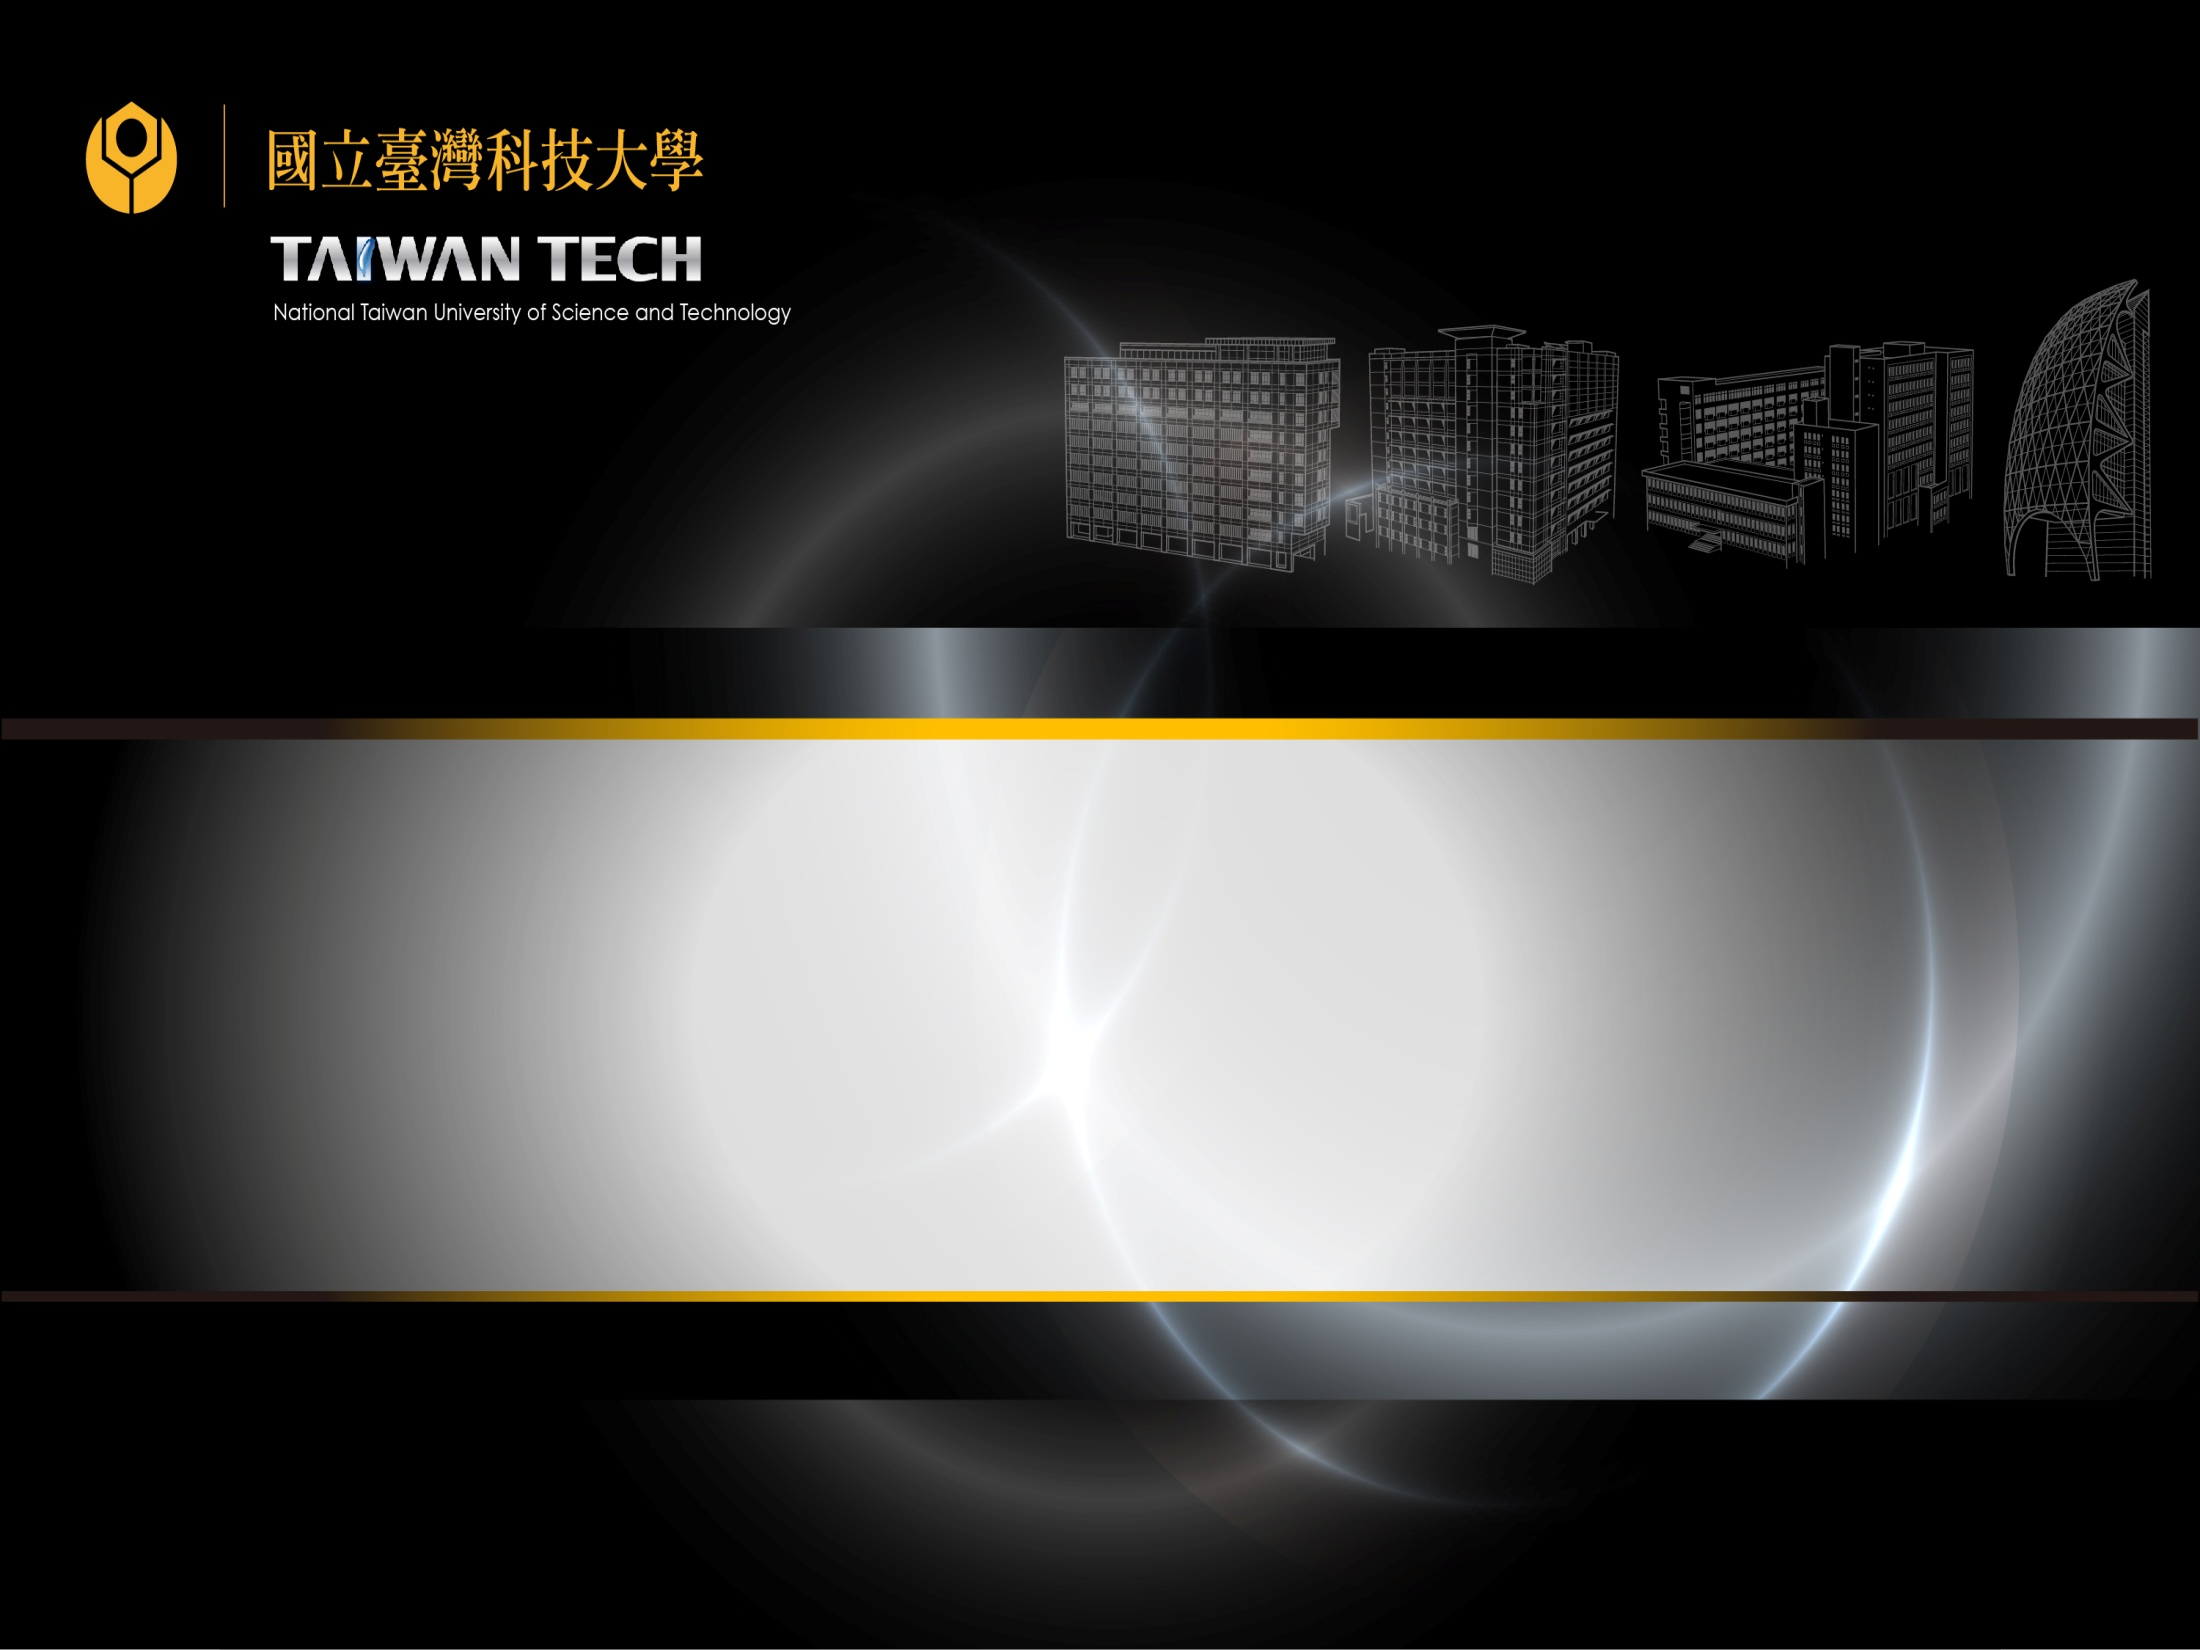 國立臺灣科技大學
TAIWAN TECH
National Taiwan University of Science and Technology